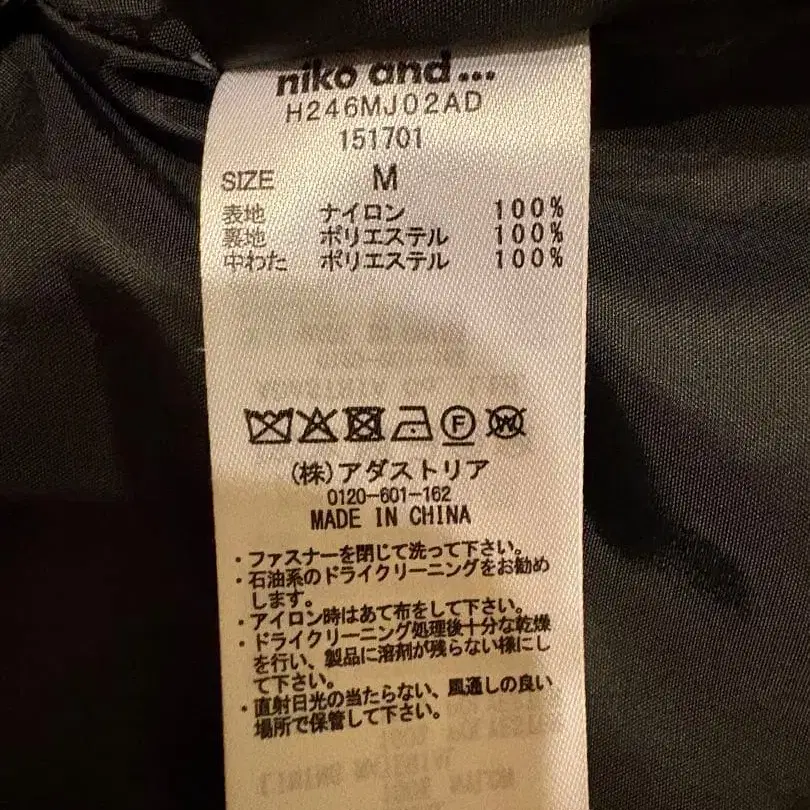 niko and ...
H246MJ02AD
151701
SIZE M
表地 ナイロン 100%
裏地 ポリエステル 100%
中わた ポリエステル 100%
F
W
(株)アダストリア
0120-601-162
MADE IN CHINA
・ファスナーを閉じて洗って下さい。
・石油系のドライクリーニングをお勧め
します。
・アイロン時はあて布をして下さい。
・ドライクリーニング処理後十分な乾燥
を行い、製品に溶剤が残らない様にし
て下さい。
・直射日光の当たらない、風通しの良い
場所で保管して下さい。